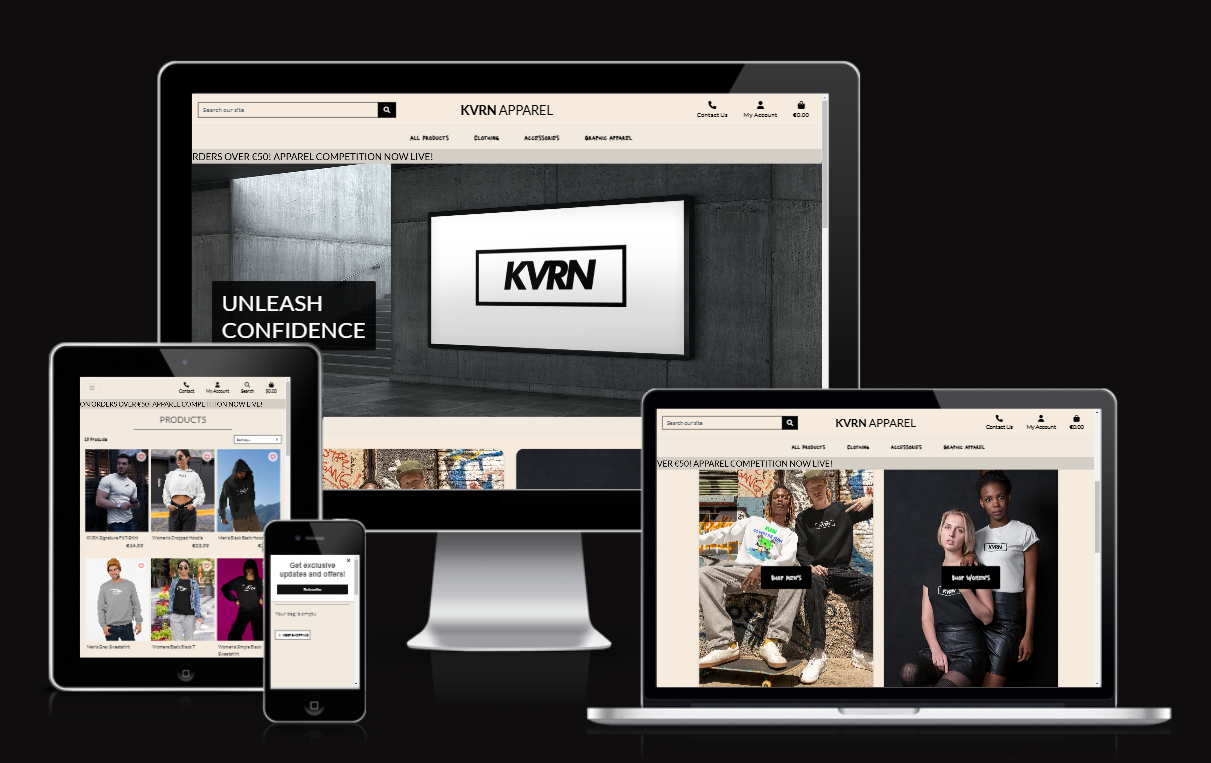 Search our site
KVRN APPAREL
Contact Us
My Account
€0.00
ALL PRODUCTS
CLOTHING
ACCESSORIES
GRAPHIC APPAREL
RDERS OVER €50! APPAREL COMPETITION NOW LIVE!
KVRN
UNLEASH
CONFIDENCE
Contact
My Account
Search
€0.00
ON ORDERS OVER €50! APPAREL COMPETITION NOW LIVE!
PRODUCTS
19 Products
KVRN Signature Fit T-Shirt
Women's Cropped Hoodie
Men's Black Basic Hood
€22.99
Men's Grey Sweatshirt
Womens Basic Black T
Women's Simple Black
Sweatshirt
Get exclusive
updates and offers!
Subscribe
Your bag is empty.
KEEP SHOPPING
Search our site
KVRN APPAREL
Contact Us
My Account
€0.00
ALL PRODUCTS
CLOTHING
ACCESSORIES
GRAPHIC APPAREL
VER €50! APPAREL COMPETITION NOW LIVE!
SHOP MEN'S
SHOP WOMEN'S
KVRN
KVRN